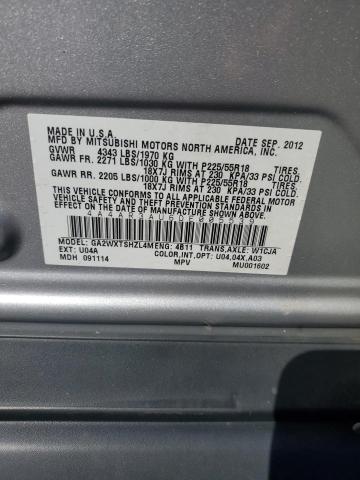 MADE IN U.S.A. DATE SEP. 2012
MFD BY MITSUBISHI MOTORS NORTH AMERICA, INC.
GVWR 4343 LBS/1970 KG
GAWR FR. 2271 LBS/1030 KG WITH P225/55R18 TIRES,
18X7J RIMS AT 230 KPA/33 PSI COLD.
GAWR RR. 2205 LBS/1000 KG WITH P225/55R18 TIRES,
18X7J RIMS AT 230 KPA/33 PSI COLD.
THIS VEHICLE CONFORMS TO ALL APPLICABLE FEDERAL MOTOR
VEHICLE SAFETY AND THEFT PREVENTION STANDARDS IN EFFECT
ON THE DATE OF MANUFACTURE SHOWN ABOVE.
MODEL: GA2WXTSHZL4M ENG: 4B11 TRANS,AXLE: W1CJA
EXT: U04A COLOR,INT,OPT: U04,04X,A03
MDH 091114 MPV MU001602